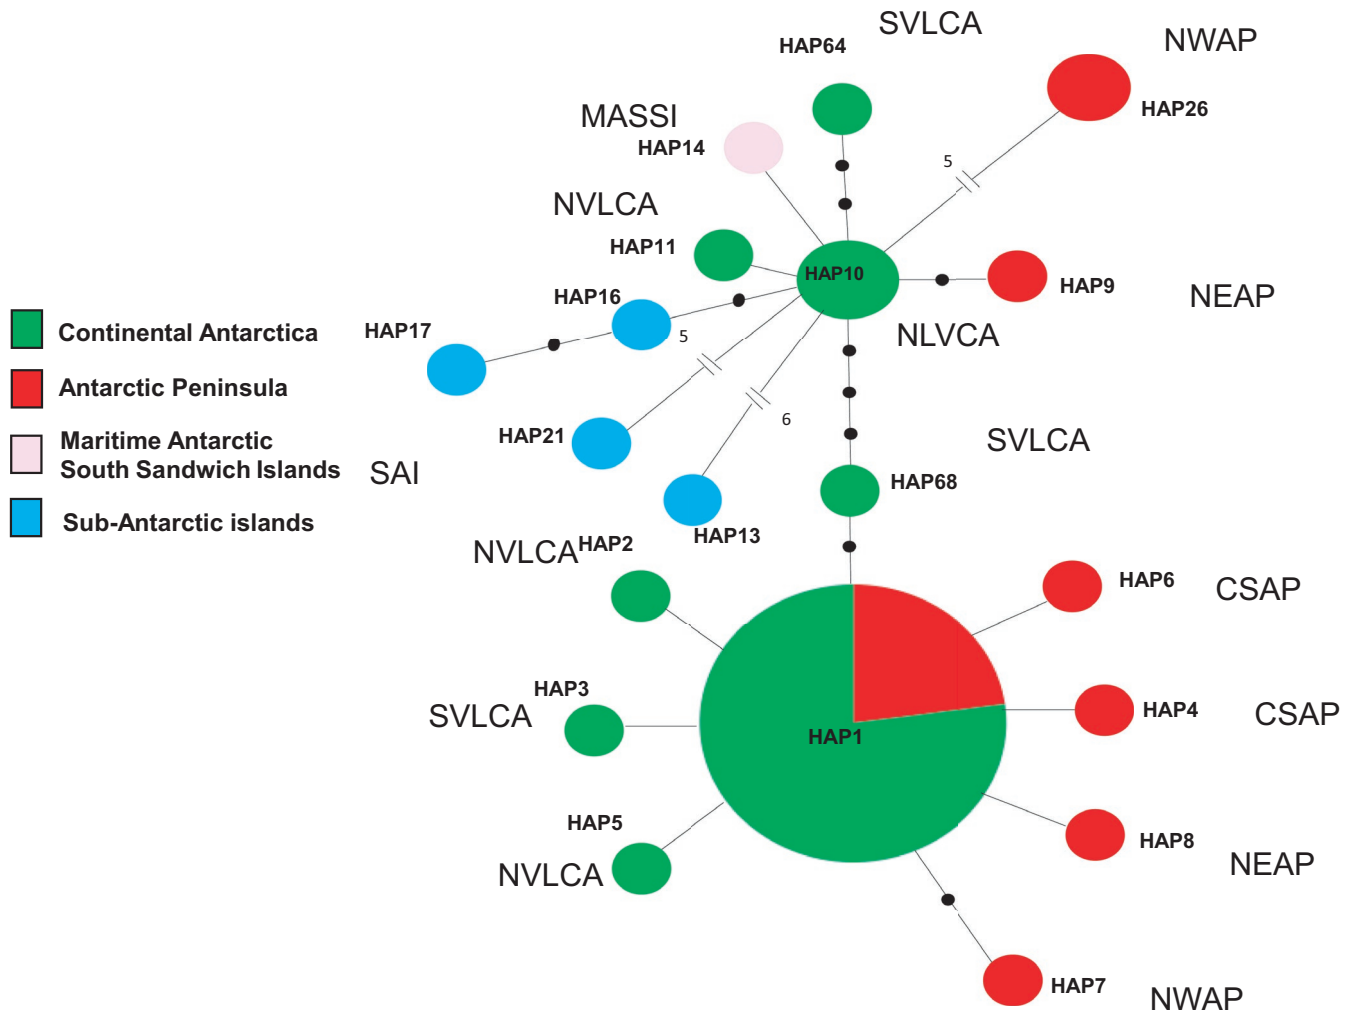 SVLCA
HAP64
NWAP
HAP26
MASSI
HAP14
5
NVLCA
HAP11
HAP10
HAP9
NEAP
HAP16
HAP17
5
NLVCA
Continental Antarctica
Antarctic Peninsula
Maritime Antarctic
South Sandwich Islands
Sub-Antarctic islands
6
HAP21
SAI
SVLCA
HAP68
HAP13
NVLCA
HAP2
HAP6
CSAP
HAP3
SVLCA
HAP4
CSAP
HAP1
HAP5
NVLCA
HAP8
NEAP
HAP7
NWAP